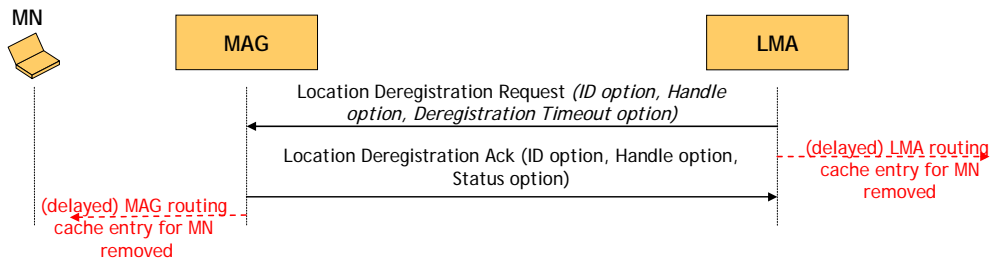 MN
MAG
LMA
Location Deregistration Request (ID option, Handle
option, Deregistration Timeout option)
Location Deregistration Ack (ID option, Handle option,
Status option)
(delayed) LMA routing
cache entry for MN
removed
(delayed) MAG routing
cache entry for MN
removed